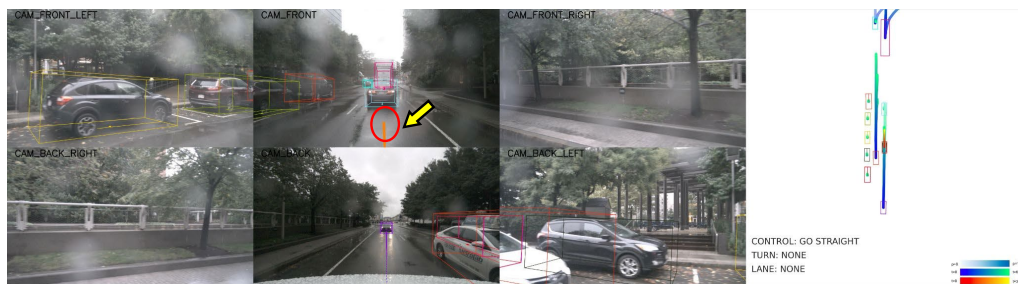 CAM_FRONT_LEFT
CAM_FRONT
CAM_FRONT_RIGHT
CAM_BACK_RIGHT
CAM_BACK
CAM_BACK_LEFT
CONTROL: GO STRAIGHT
TURN: NONE
LANE: NONE